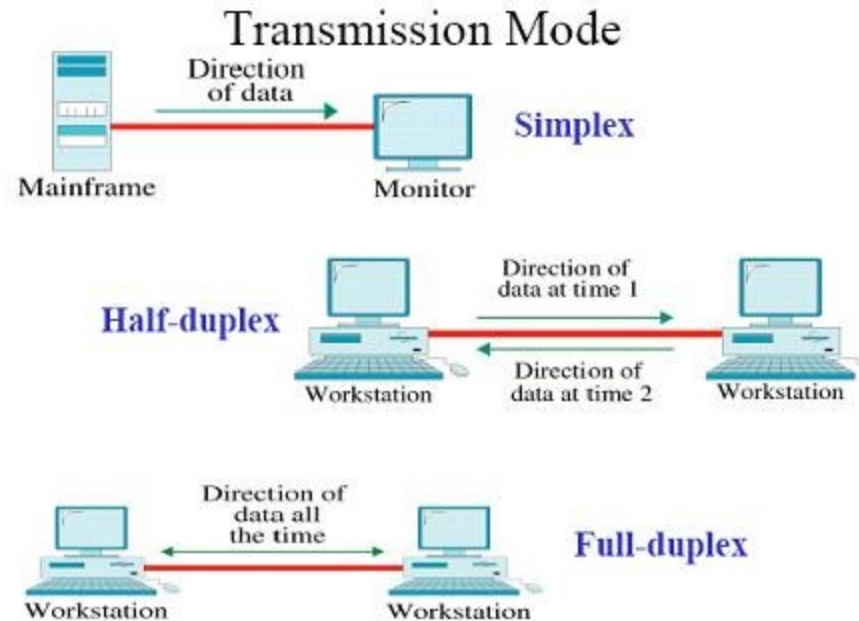 Transmission Mode
Direction
of data
Simplex
Mainframe
Monitor
Direction of
data at time 1
Half-duplex
Direction of
data at time 2
Workstation
Workstation
Direction of
data all
the time
Full-duplex
Workstation
Workstation